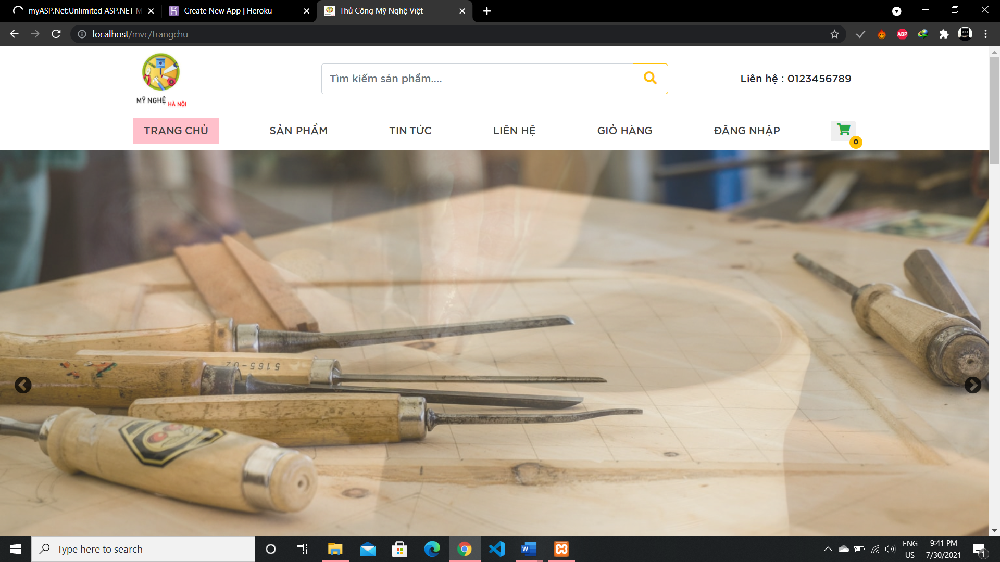 myASP.Net:Unlimited ASP.NET M
Create New App | Heroku
Thủ Công Mỹ Nghệ Việt
localhost/mvc/trangchu
ABP
MỸ NGHỆ HÀ NỘI
Tìm kiếm sản phẩm....
Liên hệ : 0123456789
TRANG CHỦ
SẢN PHẨM
TIN TỨC
LIÊN HỆ
GIỎ HÀNG
ĐĂNG NHẬP
0
5165-02
Type here to search
ENG
US
9:41 PM
7/30/2021
1